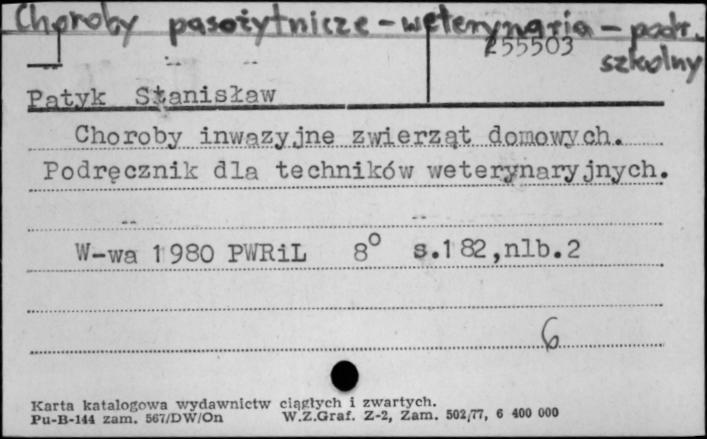 Choroby pasożytnicze - weterynaria - podr. szkolny
255503
Patyk Stanisław
Choroby inwazyjne zwierząt domowych.
Podręcznik dla techników weterynaryjnych.
W-wa 1980 PWRiL 8° s.182,nlb.2
6
Karta katalogowa wydawnictw ciągłych i zwartych.
Pu-B-144 zam. 567/DW/On W.Z.Graf. Z-2, Zam. 502/77, 6 400 000